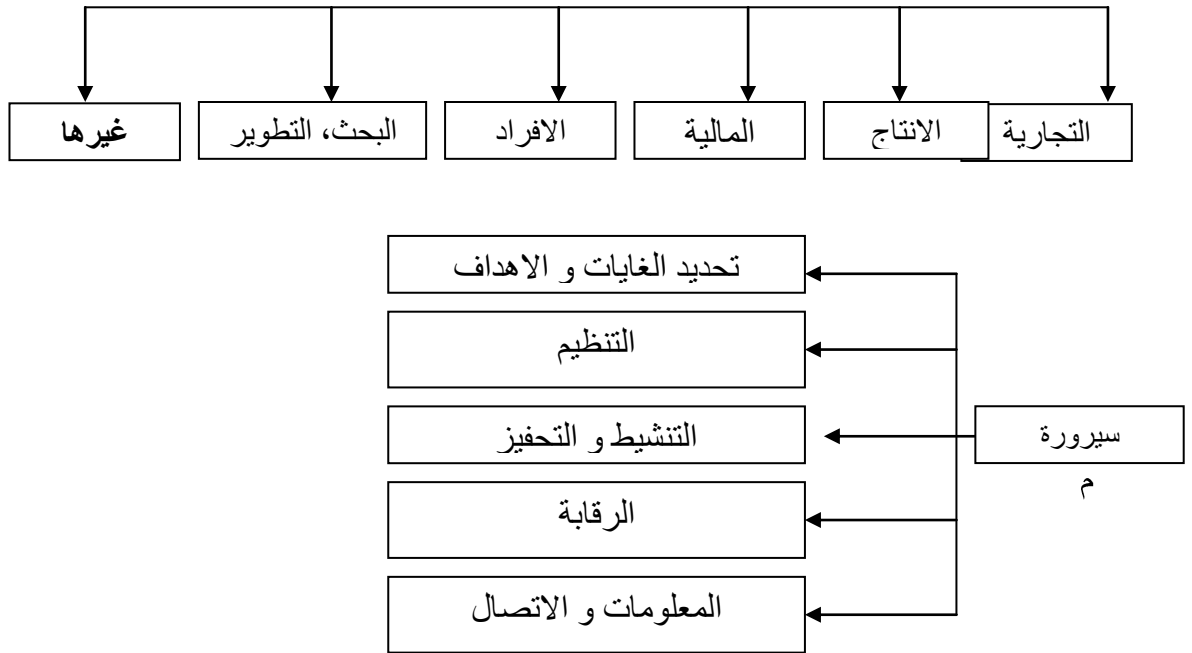 التجارية
الانتاج
المالية
الافراد
البحث، التطوير
غيرها
تحديد الغايات و الاهداف
التنظيم
التنشيط و التحفيز
سيرورة
م
الرقابة
المعلومات و الاتصال